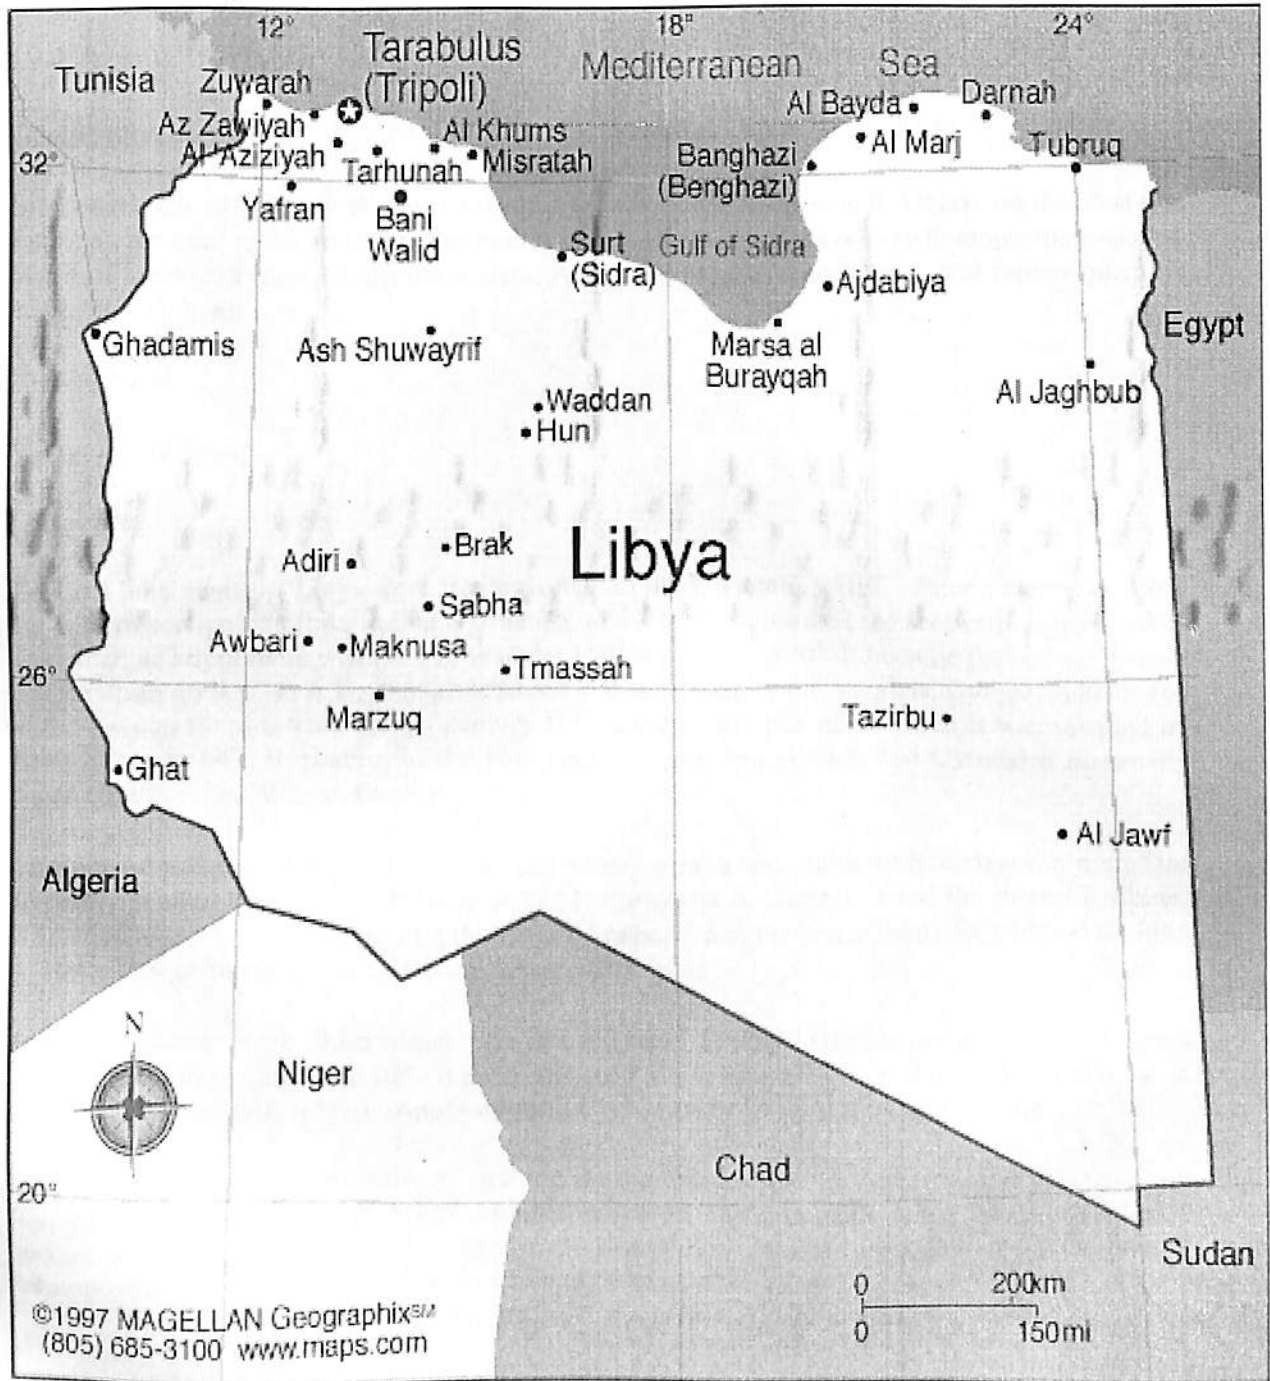 12°
18°
24°
Tarabulus
(Tripoli)
Mediterranean Sea
Tunisia
Zuwarah
Az Zawiyah
Al 'Aziziyah
Al Khums
Misratah
Tarhunah
Yafran
Bani
Walid
Al Bayda
Darnah
Al Marj
Banghazi
(Benghazi)
Tubruq
32°
Surt
(Sidra)
Gulf of Sidra
Ajdabiya
Egypt
Ghadamis
Ash Shuwayrif
Marsa al
Burayqah
Al Jaghbub
Waddan
Hun
Libya
Brak
Adiri
Sabha
Awbari
Maknusa
Tmassah
26°
Marzuq
Tazirbu
Ghat
Al Jawf
Algeria
N
Niger
Chad
20°
Sudan
0 200km
0 150mi
©1997 MAGELLAN Geographix℠
(805) 685-3100 www.maps.com